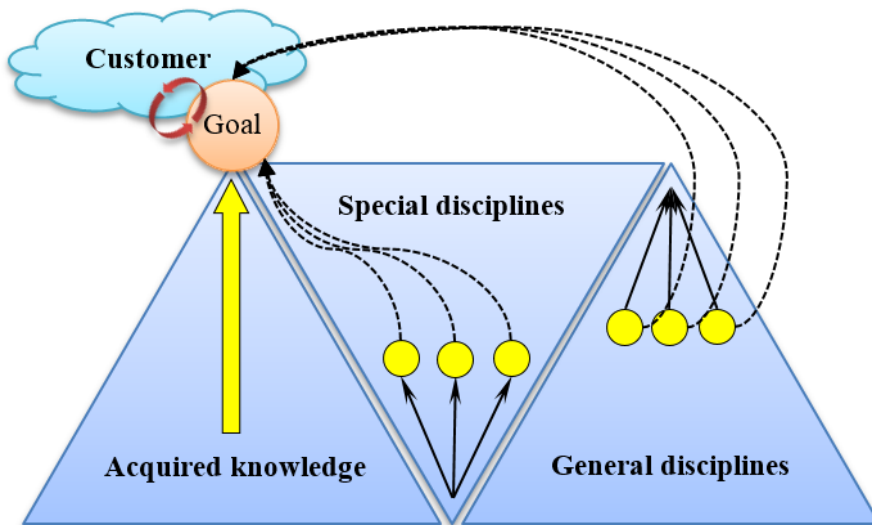 Customer
Goal
Special disciplines
Acquired knowledge
General disciplines